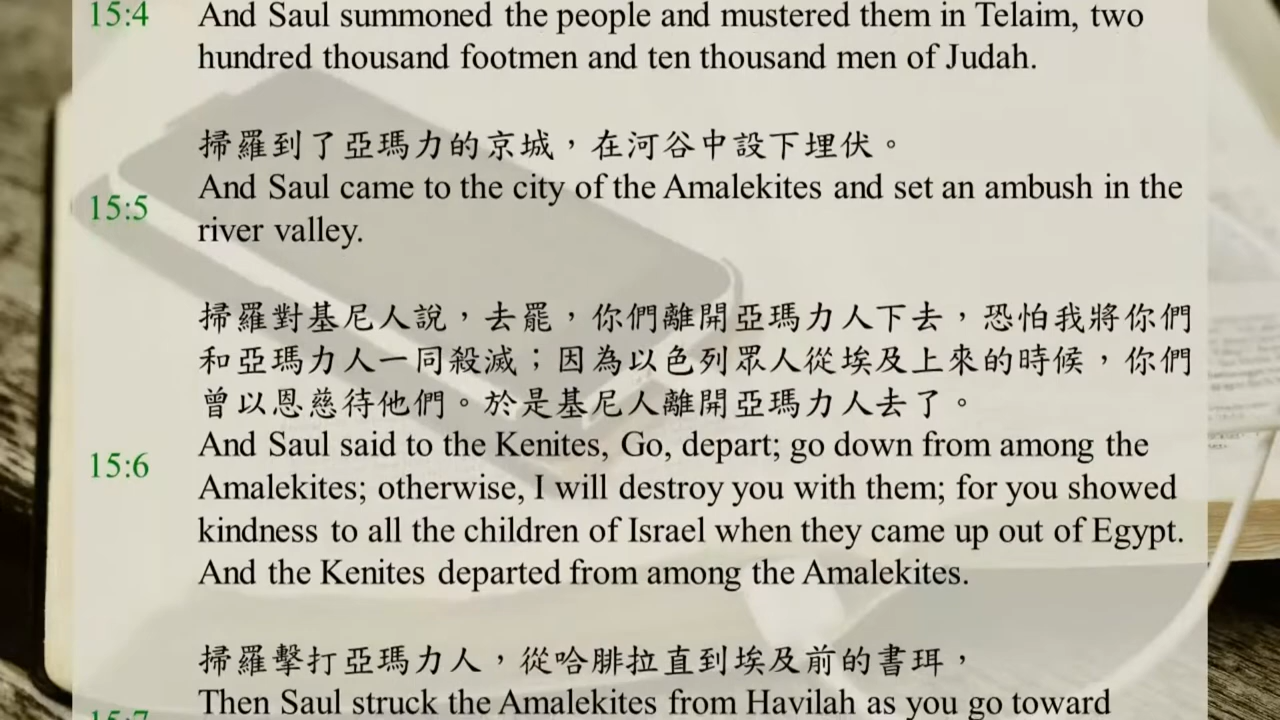 15:4 And Saul summoned the people and mustered them in Telaim, two
hundred thousand footmen and ten thousand men of Judah.
掃羅到了亞瑪力的京城，在河谷中設下埋伏。
And Saul came to the city of the Amalekites and set an ambush in the
15:5
river valley.
掃羅對基尼人說，去罷，你們離開亞瑪力人下去，恐怕我將你們
和亞瑪力人一同殺滅；因為以色列眾人從埃及上來的時候，你們
曾以恩慈待他們。於是基尼人離開亞瑪力人去了。
And Saul said to the Kenites, Go, depart; go down from among the
15:6
Amalekites; otherwise, I will destroy you with them; for you showed
kindness to all the children of Israel when they came up out of Egypt.
And the Kenites departed from among the Amalekites.
掃羅擊打亞瑪力人，從哈腓拉直到埃及前的書珥，
Then Saul struck the Amalekites from Havilah as you go toward
15:7